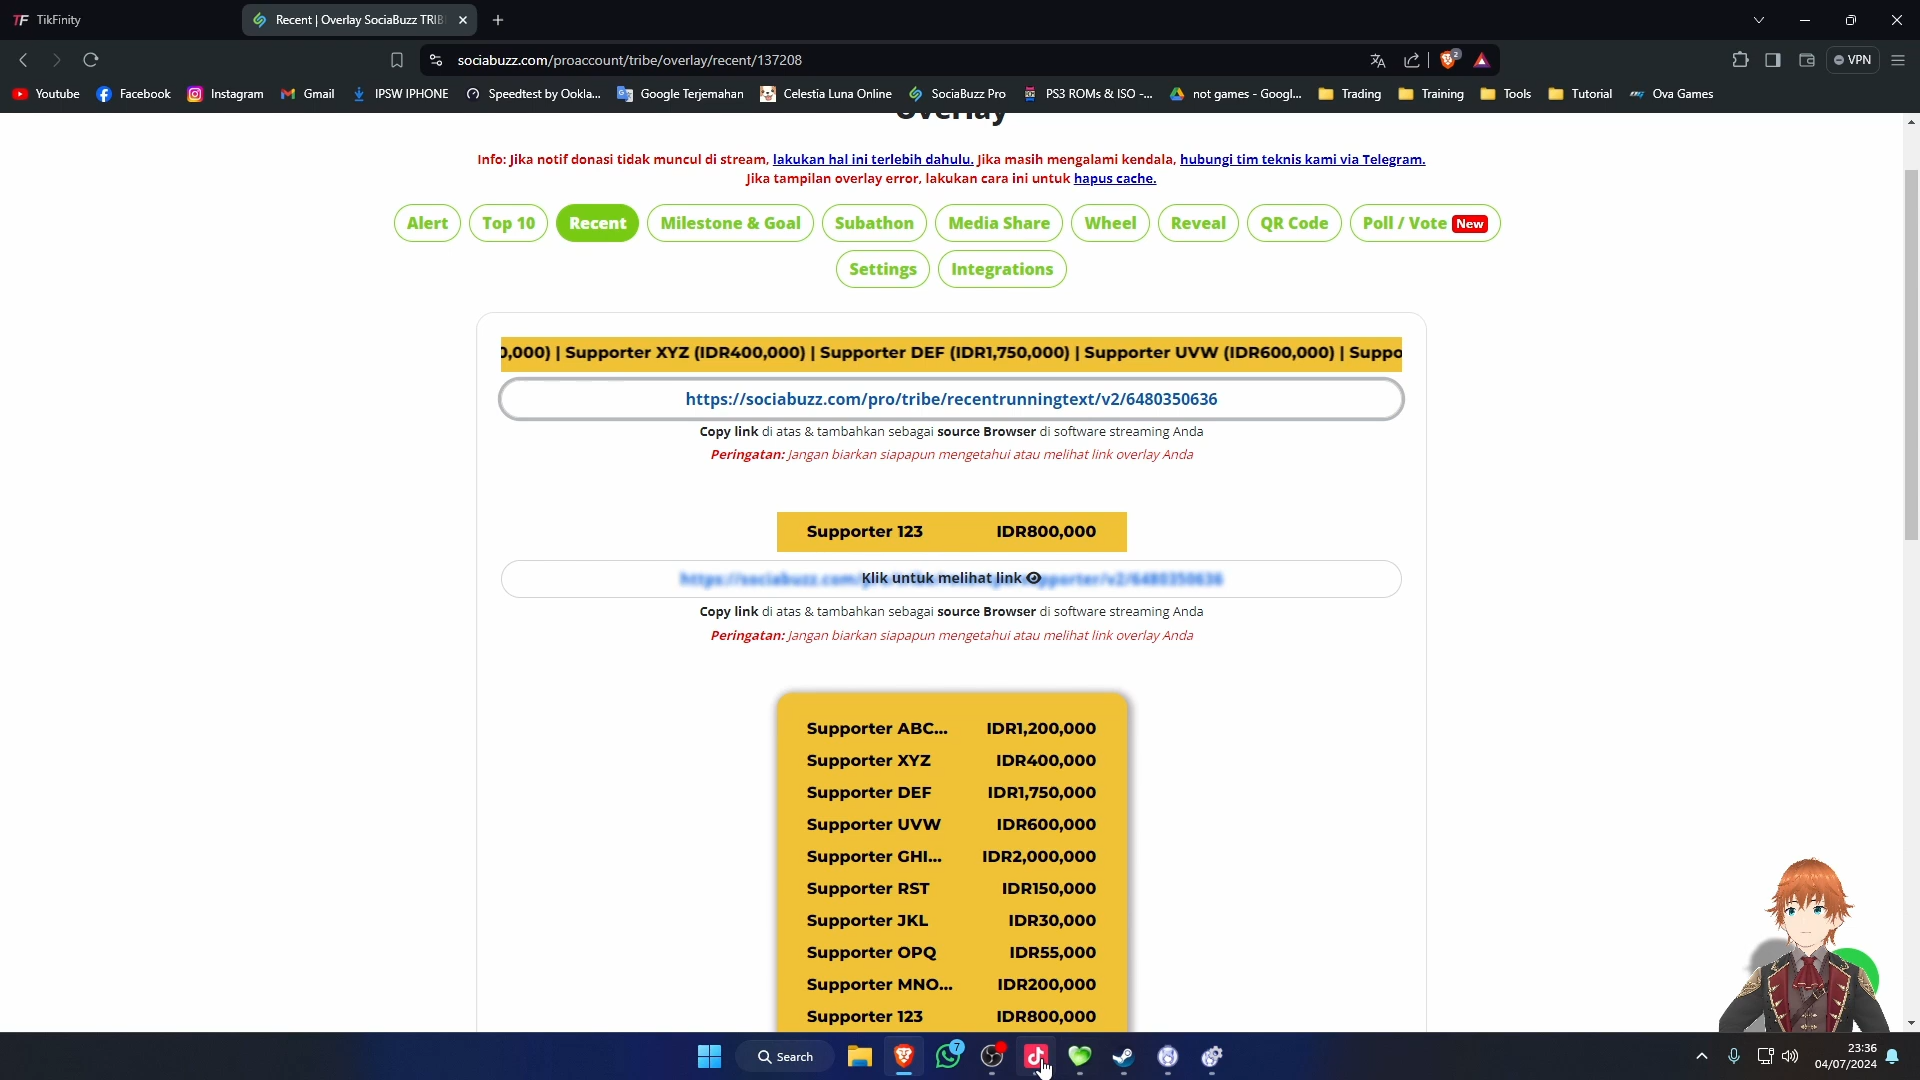 TikFinity
Recent | Overlay SociaBuzz TRIB
sociabuzz.com/proaccount/tribe/overlay/recent/137208
2
VPN
Youtube
Facebook
Instagram
Gmail
IPSW IPHONE
Speedtest by Ookla...
Google Terjemahan
Celestia Luna Online
SociaBuzz Pro
PS3 ROMs & ISO -...
not games - Googl...
Trading
Training
Tools
Tutorial
Ova Games
Overlay
Info: Jika notif donasi tidak muncul di stream, lakukan hal ini terlebih dahulu. Jika masih mengalami kendala, hubungi tim teknis kami via Telegram.
Jika tampilan overlay error, lakukan cara ini untuk hapus cache.
Alert
Top 10
Recent
Milestone & Goal
Subathon
Media Share
Wheel
Reveal
QR Code
Poll / Vote New
Settings
Integrations
0,000) | Supporter XYZ (IDR400,000) | Supporter DEF (IDR1,750,000) | Supporter UVW (IDR600,000) | Suppo
https://sociabuzz.com/pro/tribe/recentrunningtext/v2/6480350636
Copy link di atas & tambahkan sebagai source Browser di software streaming Anda
Peringatan: Jangan biarkan siapapun mengetahui atau melihat link overlay Anda
Supporter 123 IDR800,000
Klik untuk melihat link
Copy link di atas & tambahkan sebagai source Browser di software streaming Anda
Peringatan: Jangan biarkan siapapun mengetahui atau melihat link overlay Anda
Supporter ABC... IDR1,200,000
Supporter XYZ IDR400,000
Supporter DEF IDR1,750,000
Supporter UVW IDR600,000
Supporter GHI... IDR2,000,000
Supporter RST IDR150,000
Supporter JKL IDR30,000
Supporter OPQ IDR55,000
Supporter MNO... IDR200,000
Supporter 123 IDR800,000
Search
7
23:36
04/07/2024